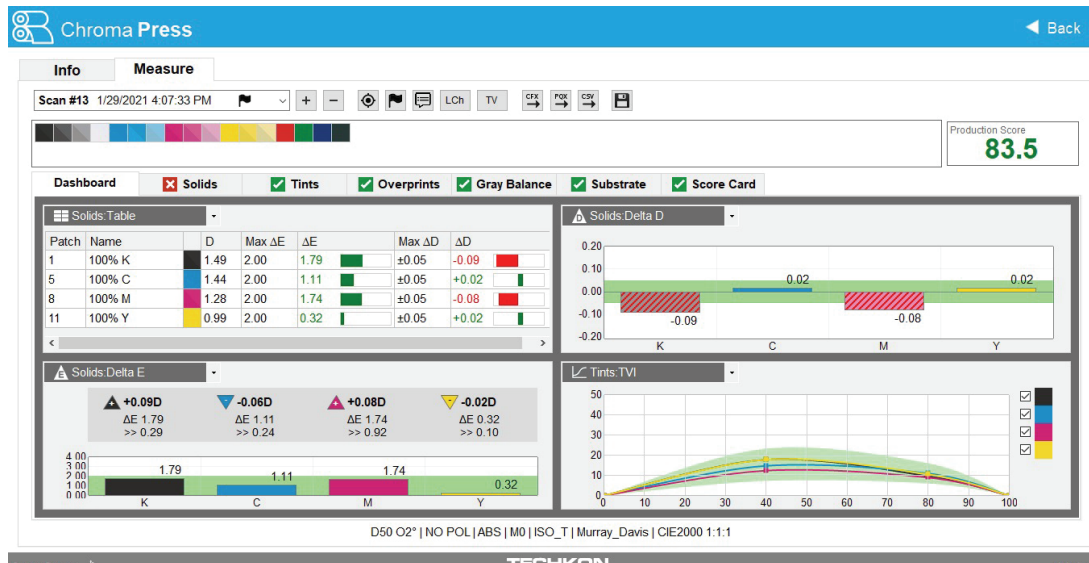 Chroma Press
Back
Info Measure
Scan #13 1/29/2021 4:07:33 PM + − LCh TV CFX PQX CSV
Production Score
83.5
Dashboard Solids Tints Overprints Gray Balance Substrate Score Card
Solids:Table
Patch Name D Max ΔE ΔE Max ΔD ΔD
1 100% K 1.49 2.00 1.79 ±0.05 -0.09
5 100% C 1.44 2.00 1.11 ±0.05 +0.02
8 100% M 1.28 2.00 1.74 ±0.05 -0.08
11 100% Y 0.99 2.00 0.32 ±0.05 +0.02
D Solids:Delta D
0.20
0.10
0.00
-0.10
-0.20
0.02 0.02
-0.09 -0.08
K C M Y
E Solids:Delta E
+0.09D -0.06D +0.08D -0.02D
ΔE 1.79 ΔE 1.11 ΔE 1.74 ΔE 0.32
>> 0.29 >> 0.24 >> 0.92 >> 0.10
4.00
3.00
2.00
1.00
0.00
1.79 1.11 1.74 0.32
K C M Y
Tints:TVI
50
40
30
20
10
0
0 10 20 30 40 50 60 70 80 90 100
D50 O2° | NO POL | ABS | M0 | ISO_T | Murray_Davis | CIE2000 1:1:1
TECHKON